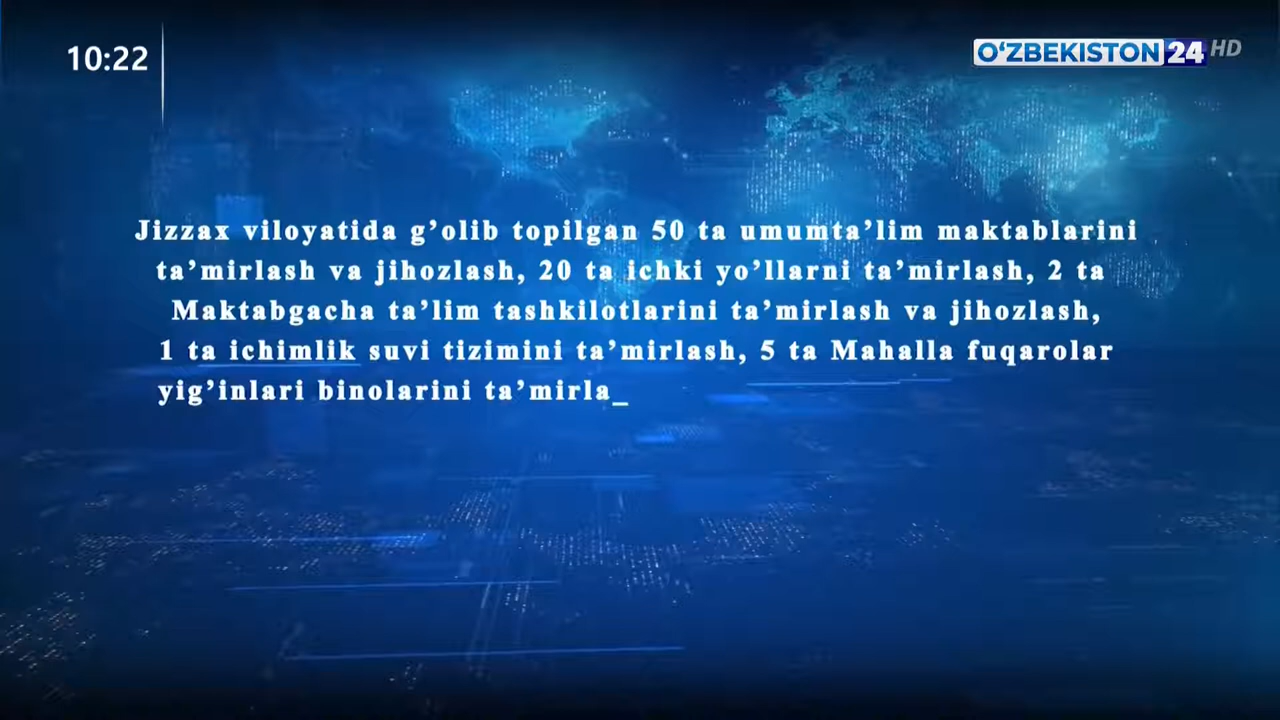 10:22
O‘ZBEKISTON 24 HD
Jizzax viloyatida g’olib topilgan 50 ta umumta’lim maktablarini
ta’mirlash va jihozlash, 20 ta ichki yo’llarni ta’mirlash, 2 ta
Maktabgacha ta’lim tashkilotlarini ta’mirlash va jihozlash,
1 ta ichimlik suvi tizimini ta’mirlash, 5 ta Mahalla fuqarolar
yig’inlari binolarini ta’mirla_